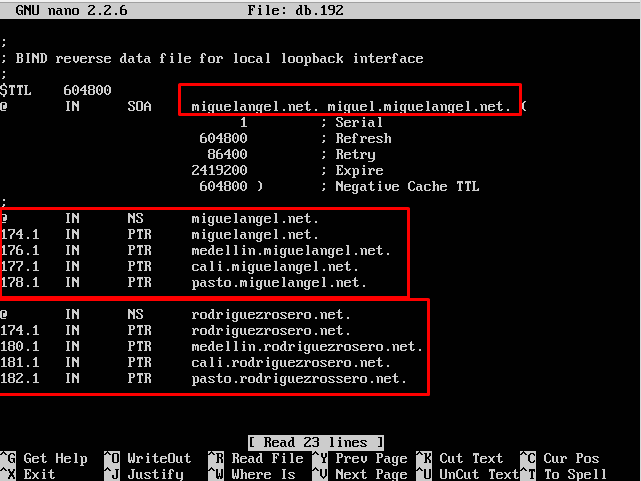 GNU nano 2.2.6 File: db.192
;
; BIND reverse data file for local loopback interface
;
$TTL 604800
@ IN SOA miguelangel.net. miguel.miguelangel.net. (
1 ; Serial
604800 ; Refresh
86400 ; Retry
2419200 ; Expire
604800 ) ; Negative Cache TTL
;
@ IN NS miguelangel.net.
174.1 IN PTR miguelangel.net.
176.1 IN PTR medellin.miguelangel.net.
177.1 IN PTR cali.miguelangel.net.
178.1 IN PTR pasto.miguelangel.net.
@ IN NS rodriguezrosero.net.
174.1 IN PTR rodriguezrosero.net.
180.1 IN PTR medellin.rodriguezrosero.net.
181.1 IN PTR cali.rodriguezrosero.net.
182.1 IN PTR pasto.rodriguezrossero.net.
[ Read 23 lines ]
^G Get Help ^O WriteOut ^R Read File ^Y Prev Page ^K Cut Text ^C Cur Pos
^X Exit ^J Justify ^W Where Is ^V Next Page ^U UnCut Text ^T To Spell